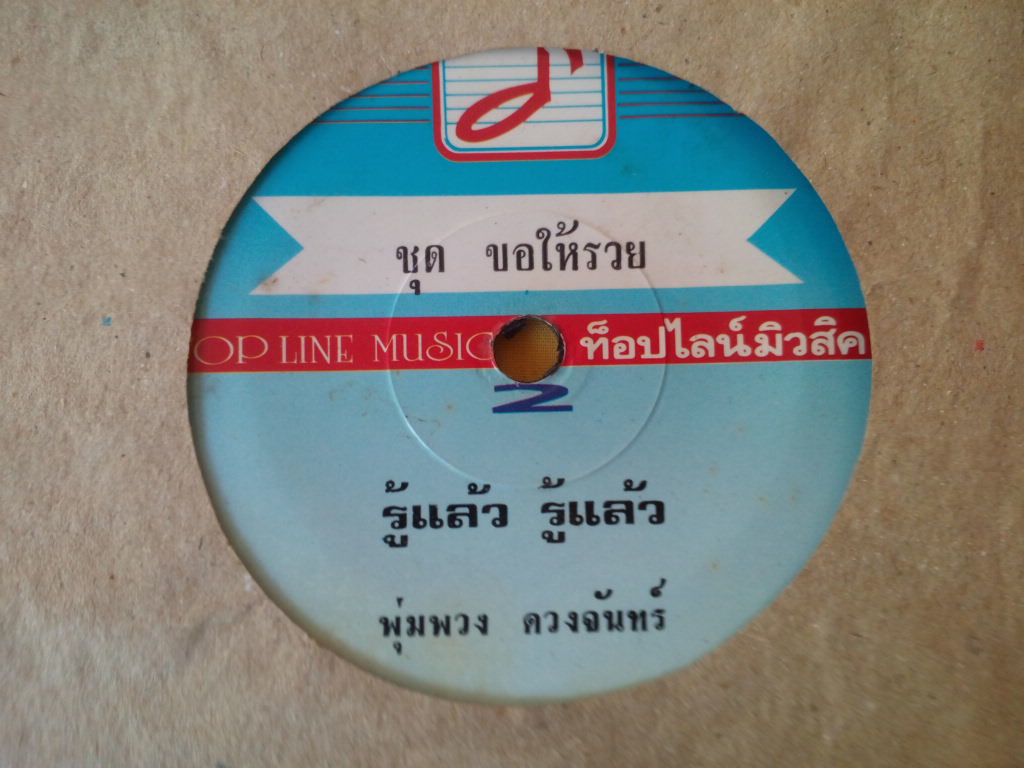 ชุด ขอให้รวย
OP LINE MUSIC ท็อปไลน์มิวสิค
N
รู้แล้ว รู้แล้ว
พุ่มพวง ดวงจันทร์